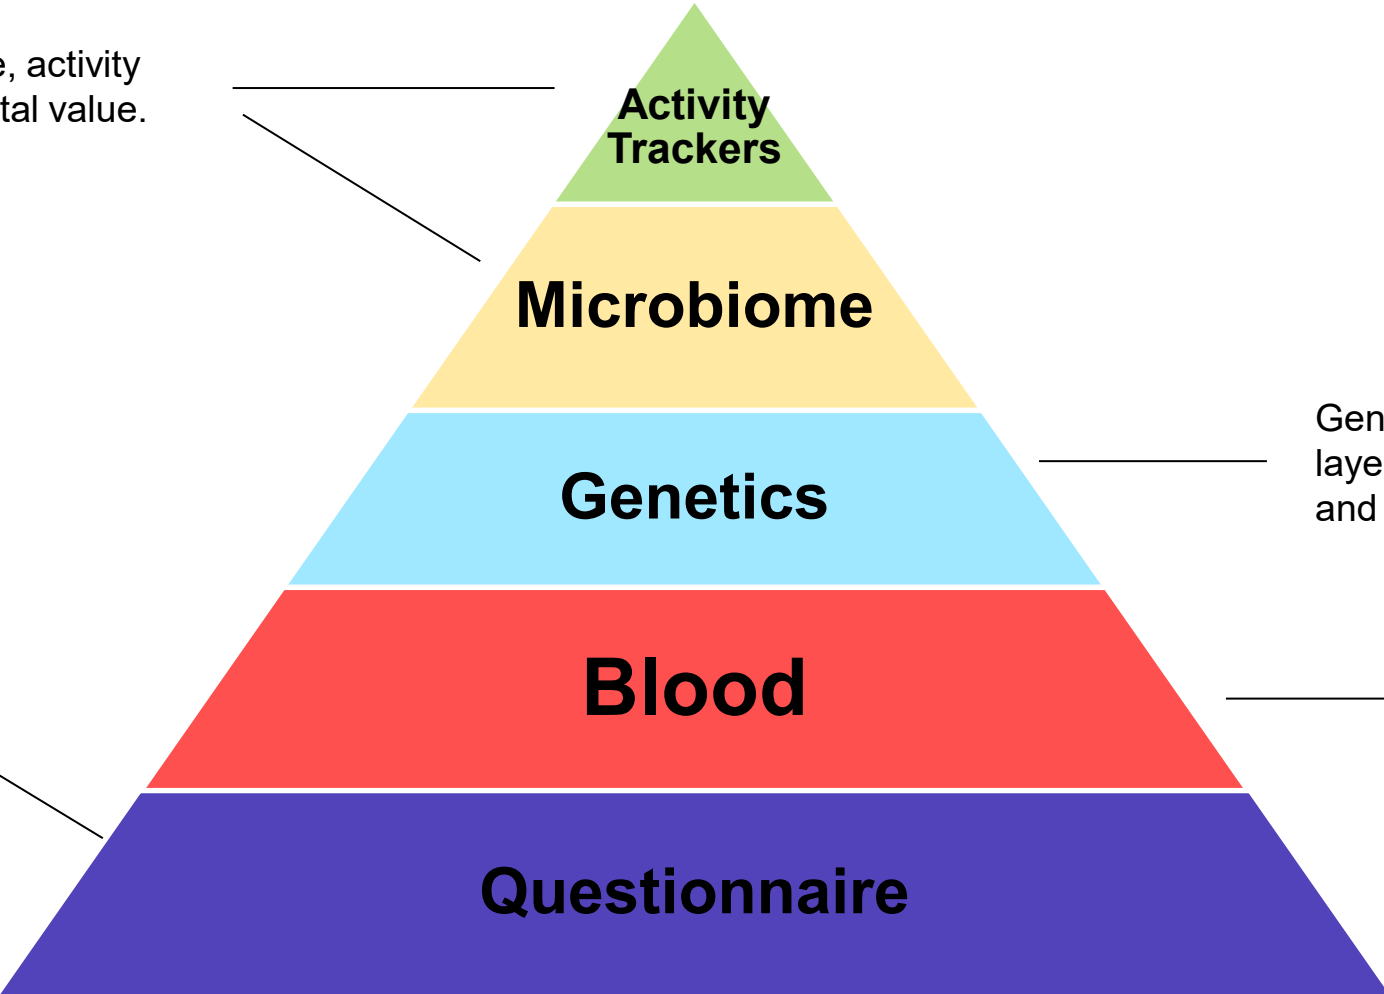 e, activity
tal value.
Activity
Trackers
Microbiome
Gen
laye
and
Genetics
Blood
Questionnaire